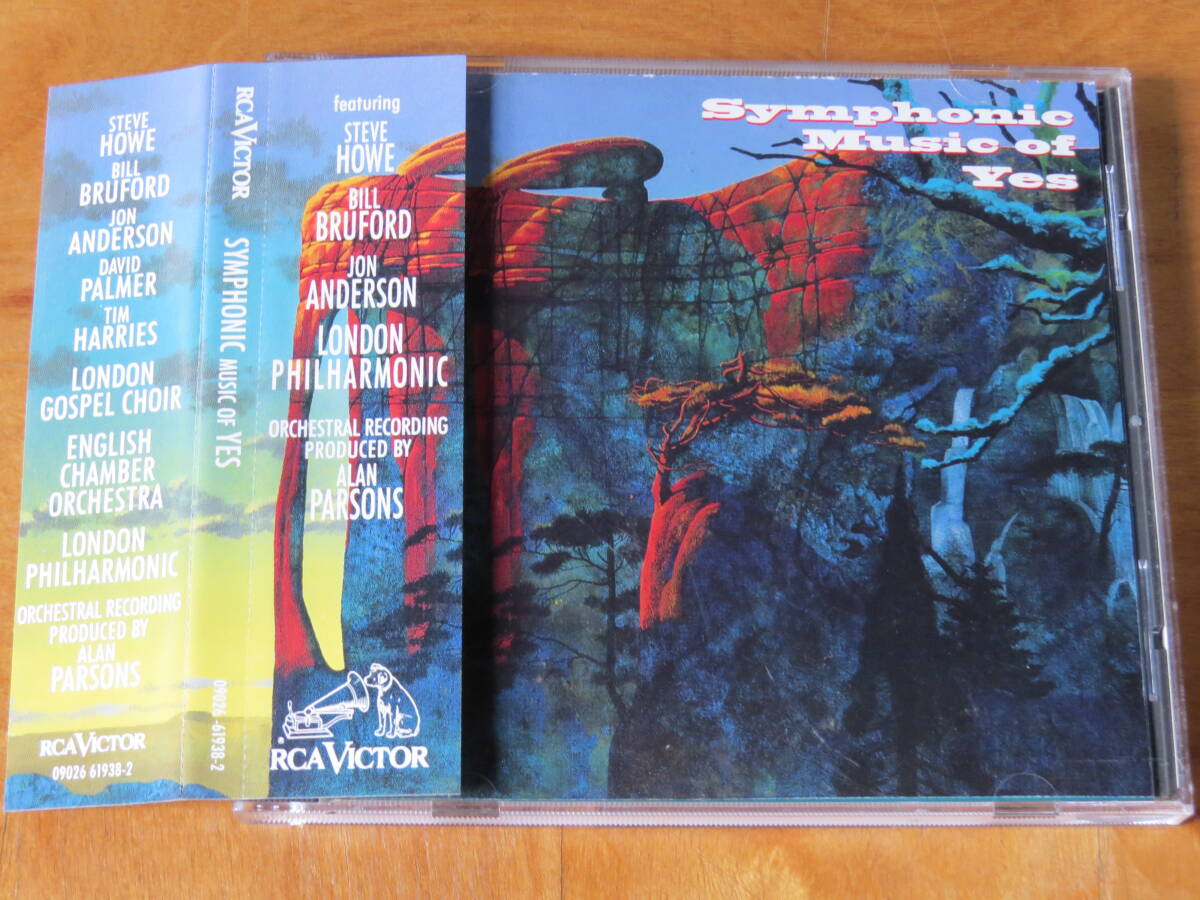 STEVE
HOWE
BILL
BRUFORD
JON
ANDERSON
DAVID
PALMER
TIM
HARRIES
LONDON
GOSPEL CHOIR
ENGLISH
CHAMBER
ORCHESTRA
LONDON
PHILHARMONIC
ORCHESTRAL RECORDING
PRODUCED BY
ALAN
PARSONS
RCA VICTOR
09026 61938-2
RCA VICTOR
SYMPHONIC MUSIC OF YES
09026-61938-2
featuring
STEVE
HOWE
BILL
BRUFORD
JON
ANDERSON
LONDON
PHILHARMONIC
ORCHESTRAL RECORDING
PRODUCED BY
ALAN
PARSONS
®
RCA VICTOR
Symphonic
Music of
Yes